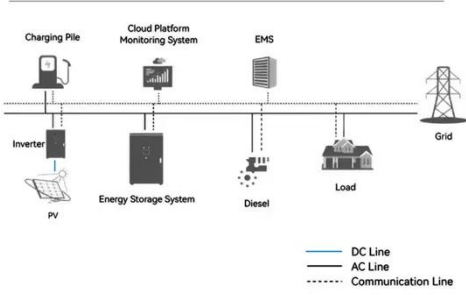 Charging Pile
Cloud Platform
Monitoring System
EMS
Grid
Inverter
PV
Energy Storage System
Diesel
Load
DC Line
AC Line
Communication Line